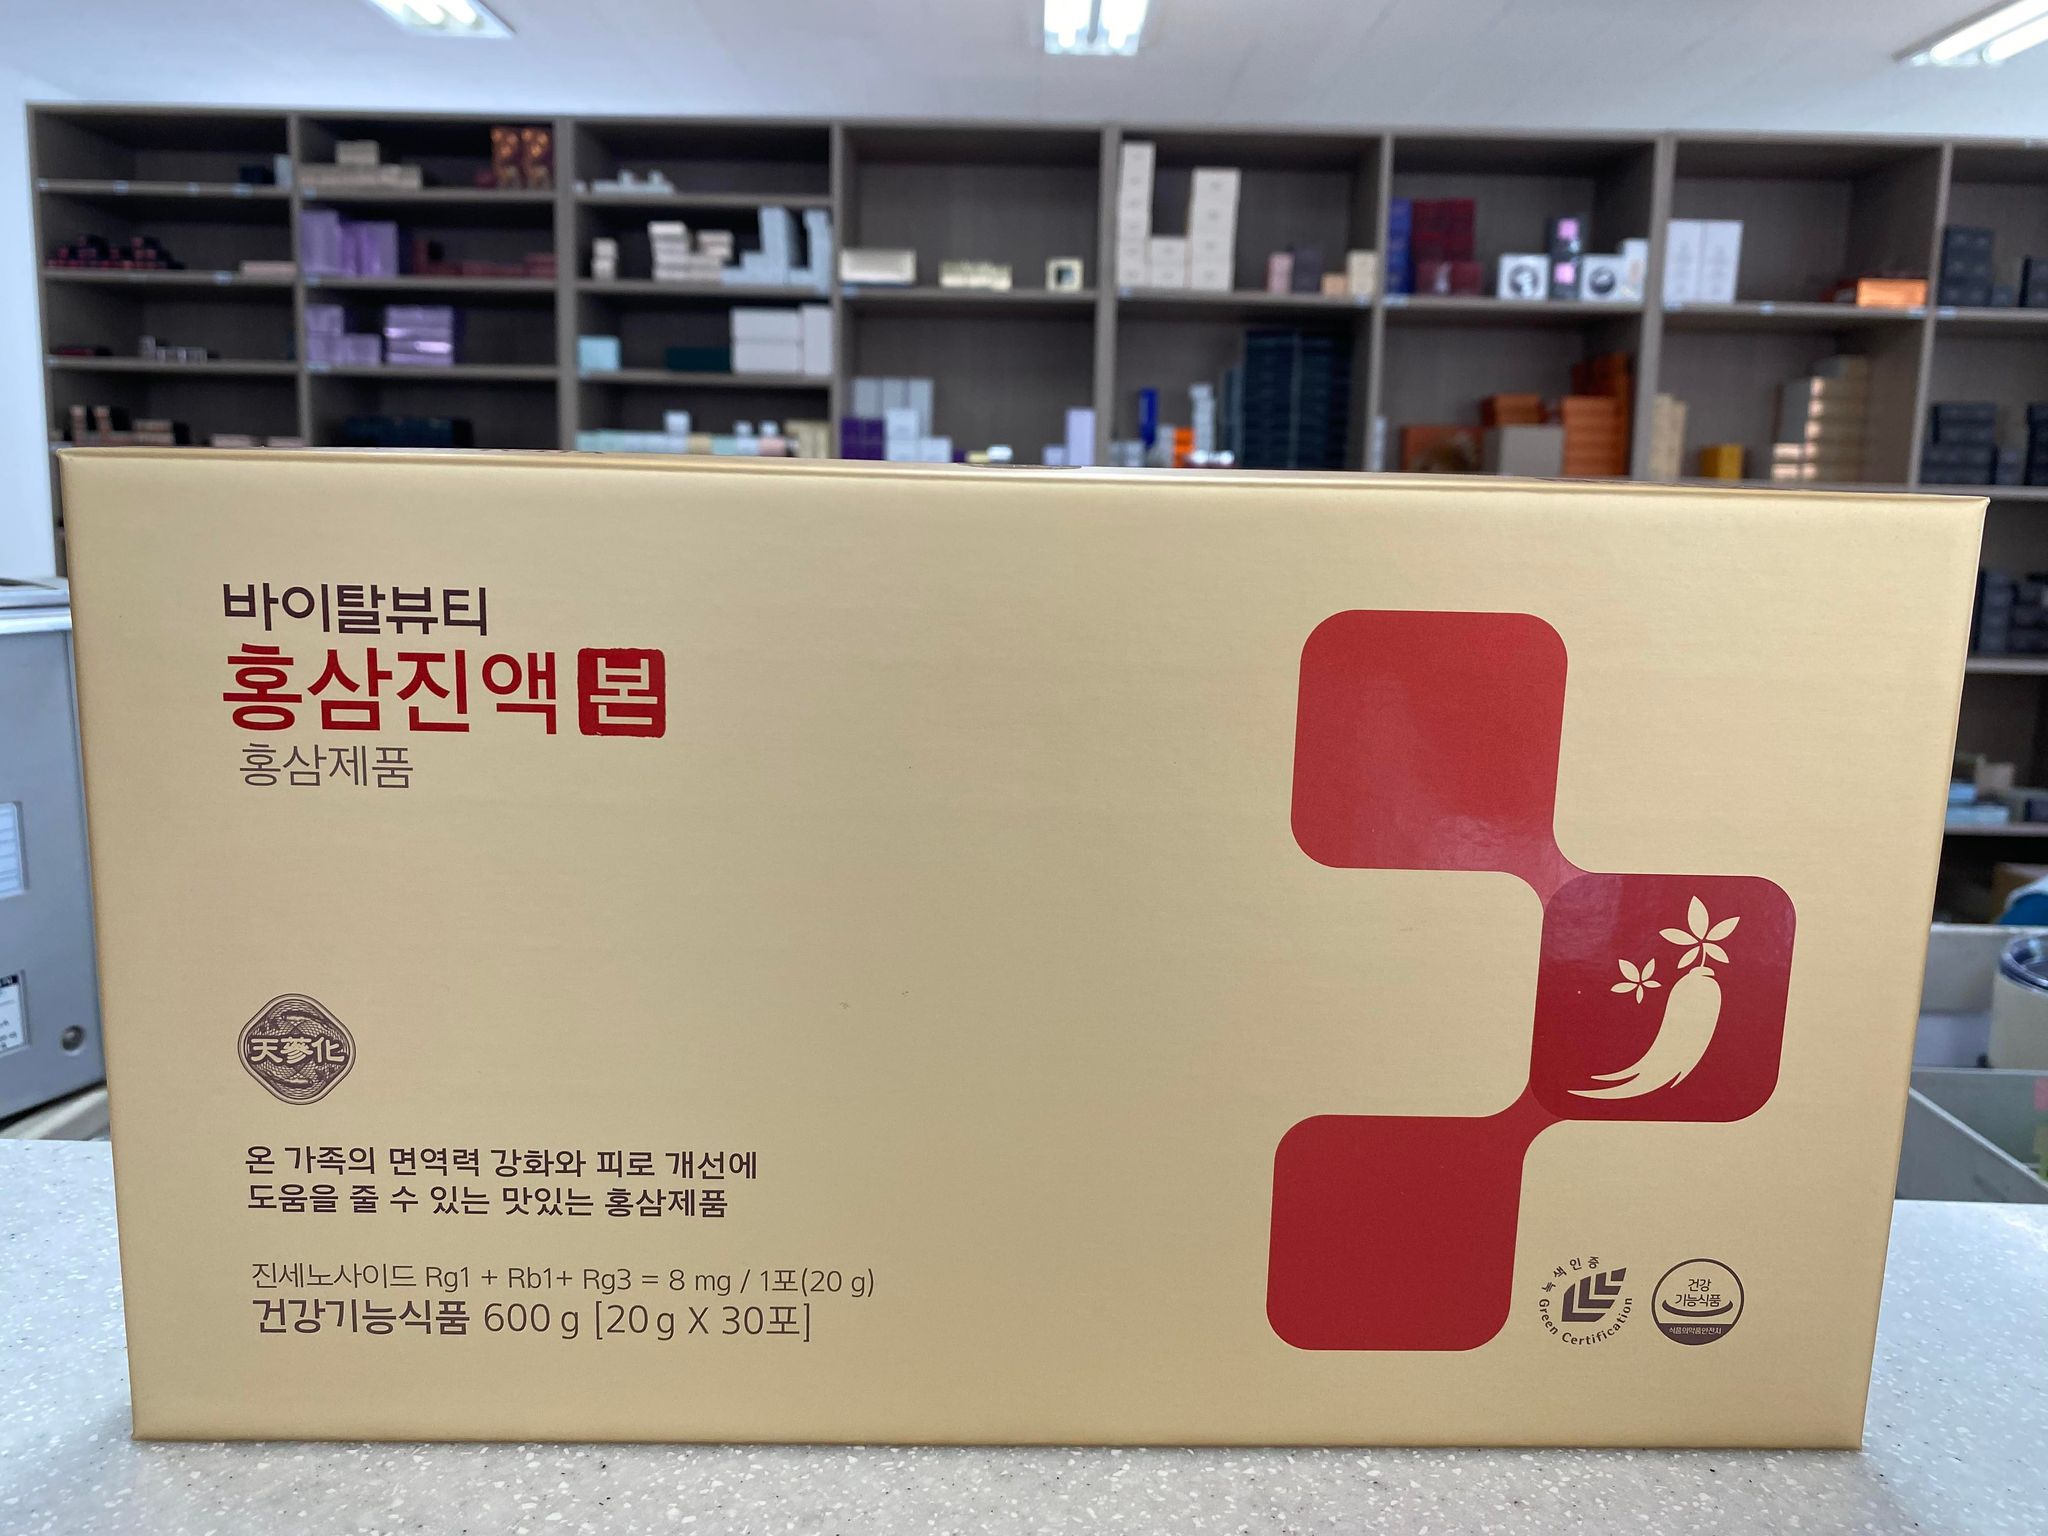 바이탈뷰티
홍삼진액 본
홍삼제품
天蔘化
온 가족의 면역력 강화와 피로 개선에
도움을 줄 수 있는 맛있는 홍삼제품
진세노사이드 Rg1 + Rb1+ Rg3 = 8 mg / 1포(20 g)
건강기능식품 600 g [20 g X 30포]
녹색인증
Green Certification
건강
기능식품
식품의약품안전처